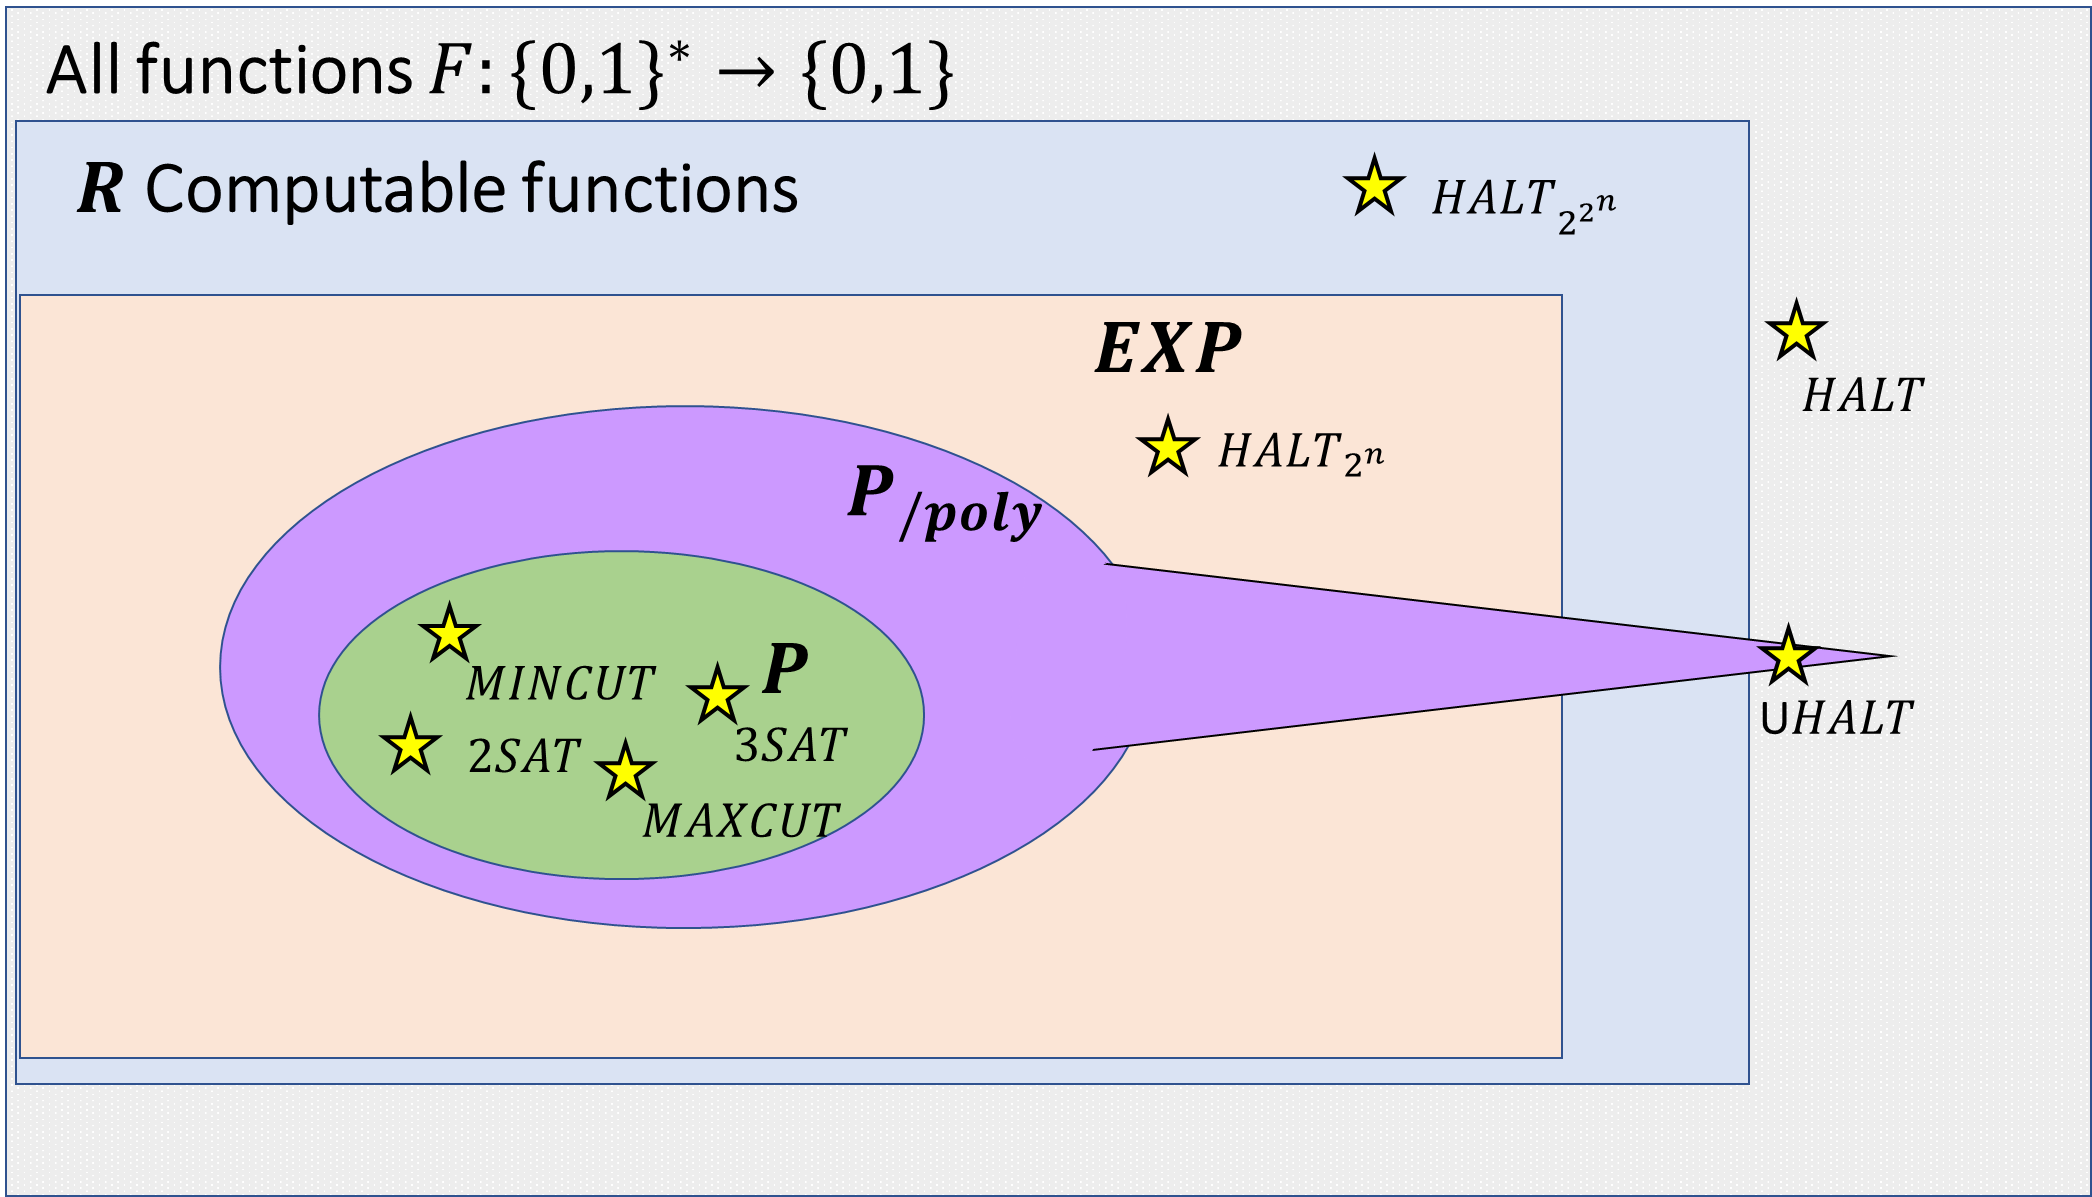 All functions 𝐹: {0,1}* → {0,1}
R Computable functions
HALT_{2^{2^n}}
EXP
HALT
HALT_{2^n}
P_{/poly}
P
MINCUT
3SAT
2SAT
MAXCUT
∪HALT